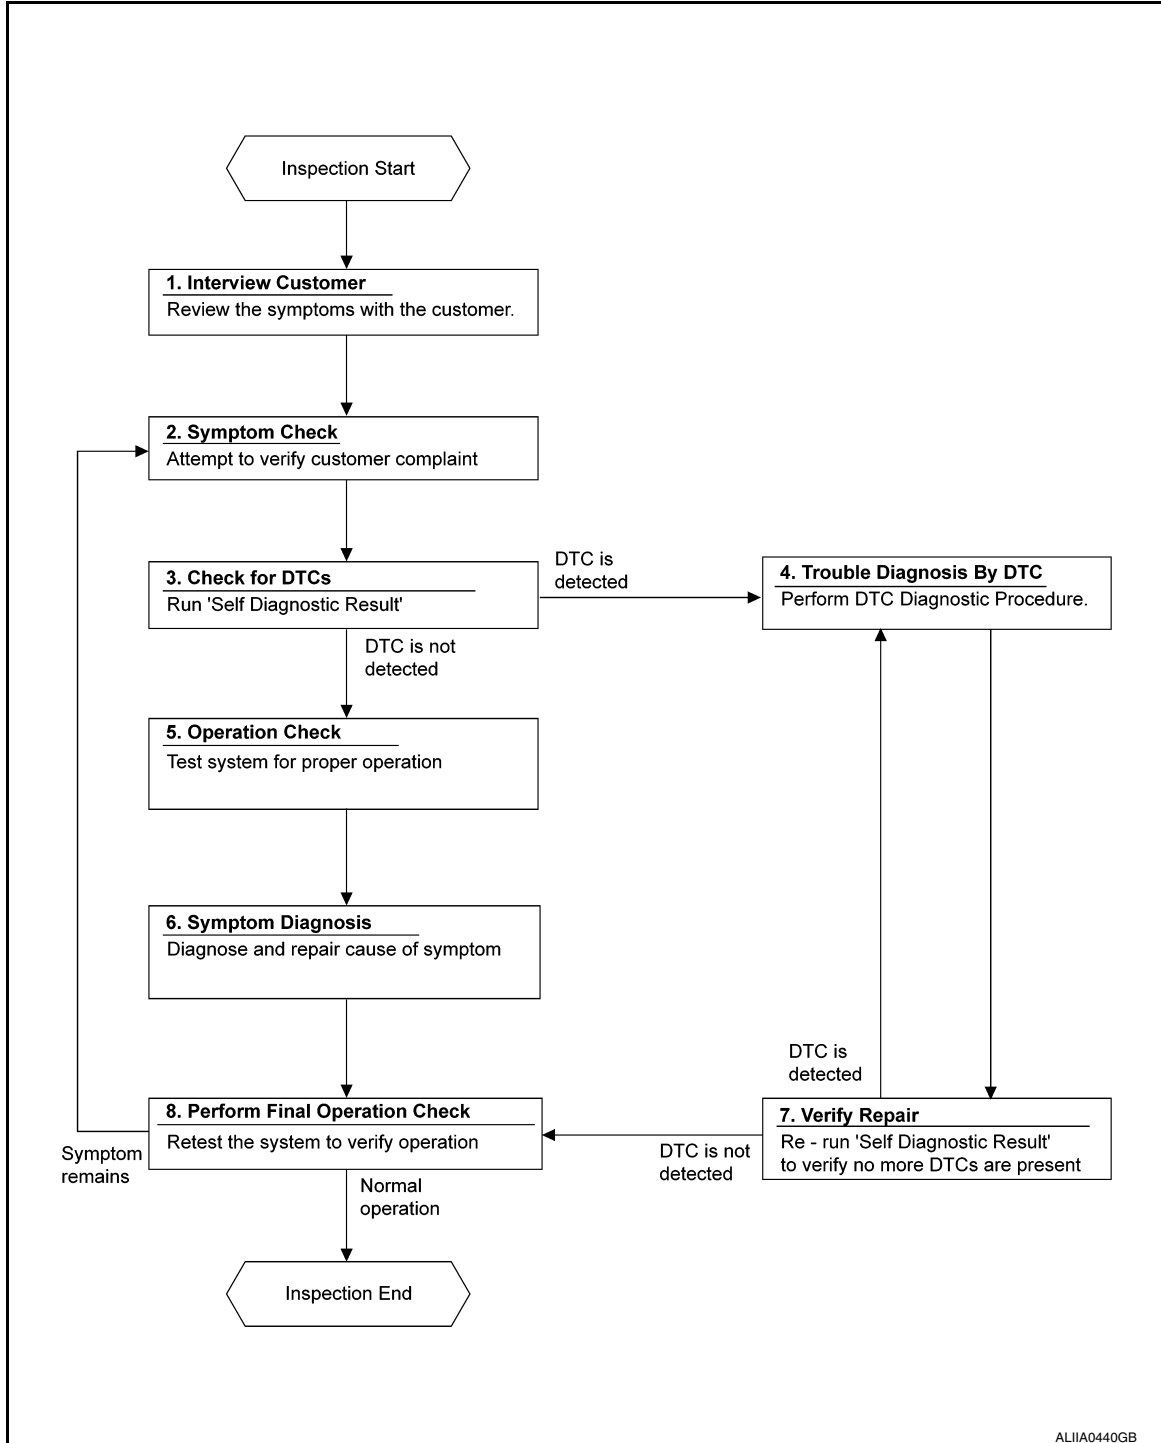 Inspection Start
1. Interview Customer
Review the symptoms with the customer.
2. Symptom Check
Attempt to verify customer complaint
3. Check for DTCs
Run 'Self Diagnostic Result'
DTC is
detected
4. Trouble Diagnosis By DTC
Perform DTC Diagnostic Procedure.
DTC is not
detected
5. Operation Check
Test system for proper operation
6. Symptom Diagnosis
Diagnose and repair cause of symptom
DTC is
detected
7. Verify Repair
Re - run 'Self Diagnostic Result'
to verify no more DTCs are present
DTC is not
detected
8. Perform Final Operation Check
Retest the system to verify operation
Symptom
remains
Normal
operation
Inspection End
ALIIA0440GB